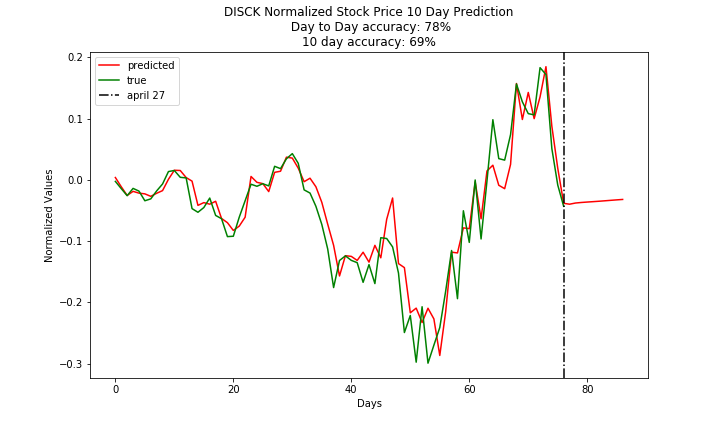 DISCK Normalized Stock Price 10 Day Prediction
Day to Day accuracy: 78%
10 day accuracy: 69%
predicted
true
april 27
Normalized Values
0.2
0.1
0.0
−0.1
−0.2
−0.3
0
20
40
60
80
Days